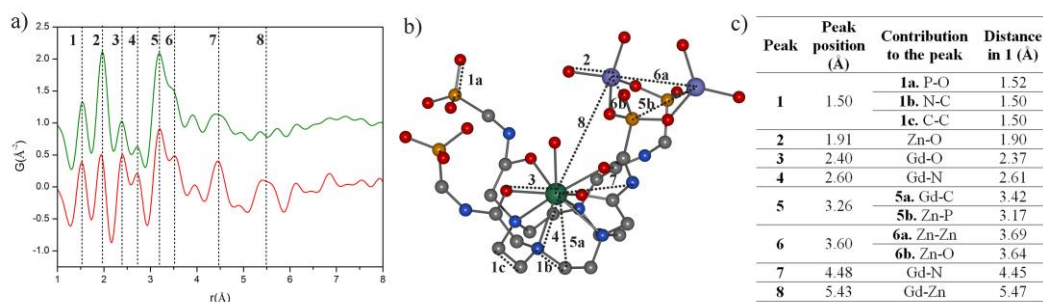 a)
G(Å⁻²)
2.5
2.0
1.5
1.0
0.5
0.0
-0.5
-1.0
1 2 3 4 5 6 7 8
1 2 3 4 5 6 7 8
r(Å)
b)
1a
2
6a
6b
5b
8
3
7
4
5a
1c
1b
c)
Peak Peak position (Å) Contribution to the peak Distance in 1 (Å)
1 1.50 1a. P-O 1.52
1b. N-C 1.50
1c. C-C 1.50
2 1.91 Zn-O 1.90
3 2.40 Gd-O 2.37
4 2.60 Gd-N 2.61
5 3.26 5a. Gd-C 3.42
5b. Zn-P 3.17
6 3.60 6a. Zn-Zn 3.69
6b. Zn-O 3.64
7 4.48 Gd-N 4.45
8 5.43 Gd-Zn 5.47